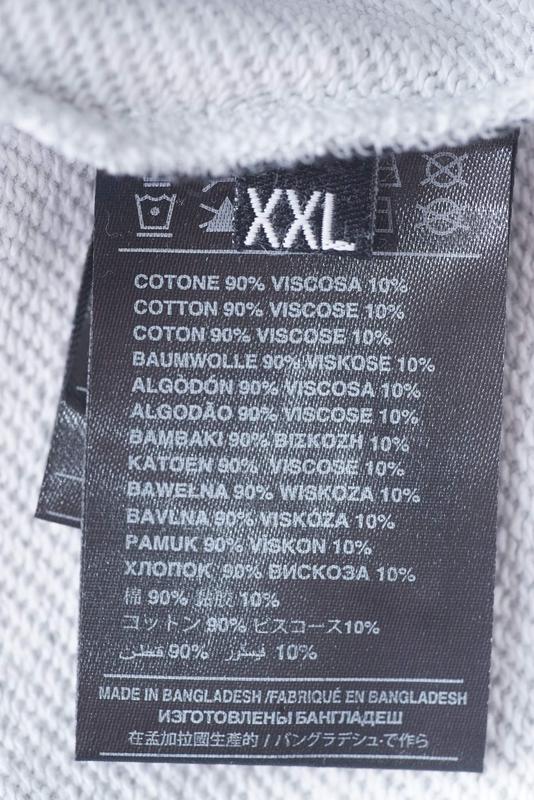 XXL
COTONE 90% VISCOSA 10%
COTTON 90% VISCOSE 10%
COTON 90% VISCOSE 10%
BAUMWOLLE 90% VISKOSE 10%
ALGODÓN 90% VISCOSA 10%
ALGODÃO 90% VISCOSE 10%
BAMBAKI 90% ΒΙΣΚΟΖΗ 10%
KATOEN 90% VISCOSE 10%
BAWEŁNA 90% WISKOZA 10%
BAVLNA 90% VISKÓZA 10%
PAMUK 90% VISKON 10%
ХЛОПОК 90% ВИСКОЗА 10%
棉 90% 黏胶 10%
コットン 90% ビスコース10%
قطن 90% فيسكوز 10%
MADE IN BANGLADESH /FABRIQUÉ EN BANGLADESH
ИЗГОТОВЛЕНЫ БАНГЛАДЕШ
在孟加拉國生產的 / バングラデシュ·で作ら